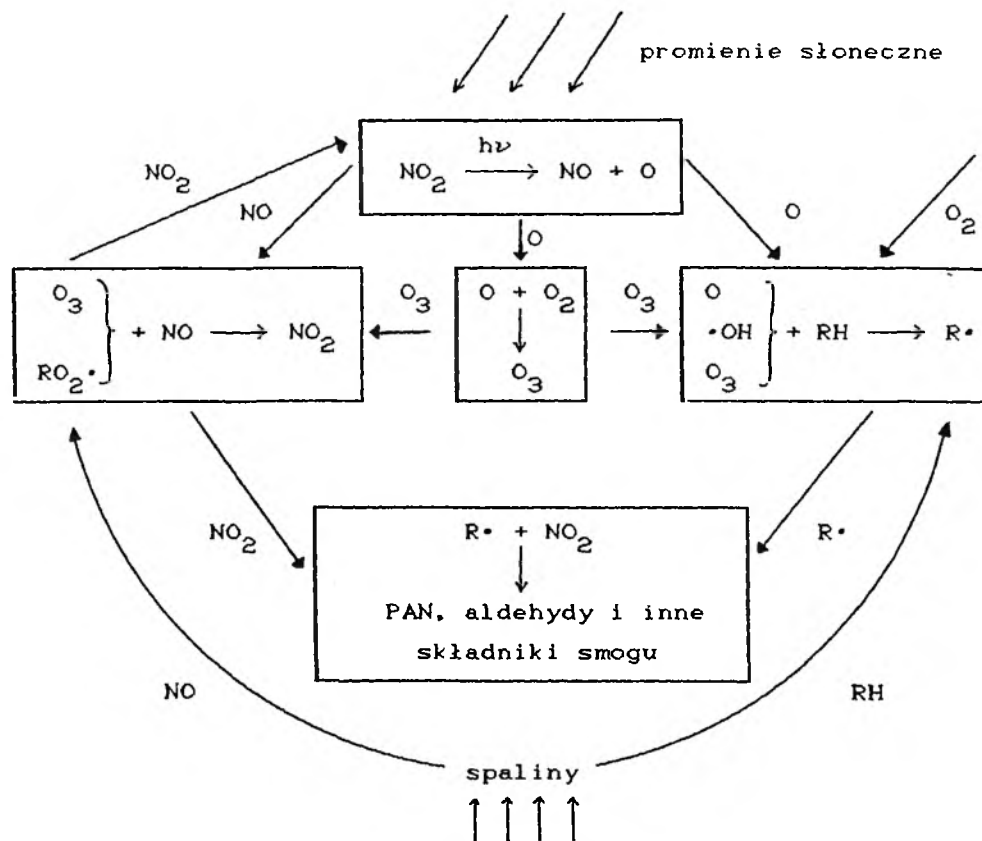 promienie słoneczne
hν
NO₂ ⟶ NO + O
NO₂
NO
O
O
O₂
O₃
RO₂•
} + NO ⟶ NO₂
O₃
O + O₂
↓
O₃
O₃
O
•OH
O₃
} + RH ⟶ R•
NO₂
R•
R• + NO₂
↓
PAN, aldehydy i inne
składniki smogu
NO
RH
spaliny